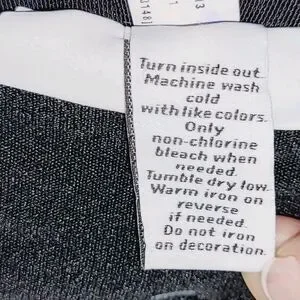 Turn inside out.
Machine wash
cold
with like colors.
Only
non-chlorine
bleach when
needed.
Tumble dry low.
Warm iron on
reverse
if needed.
Do not iron
on decoration.